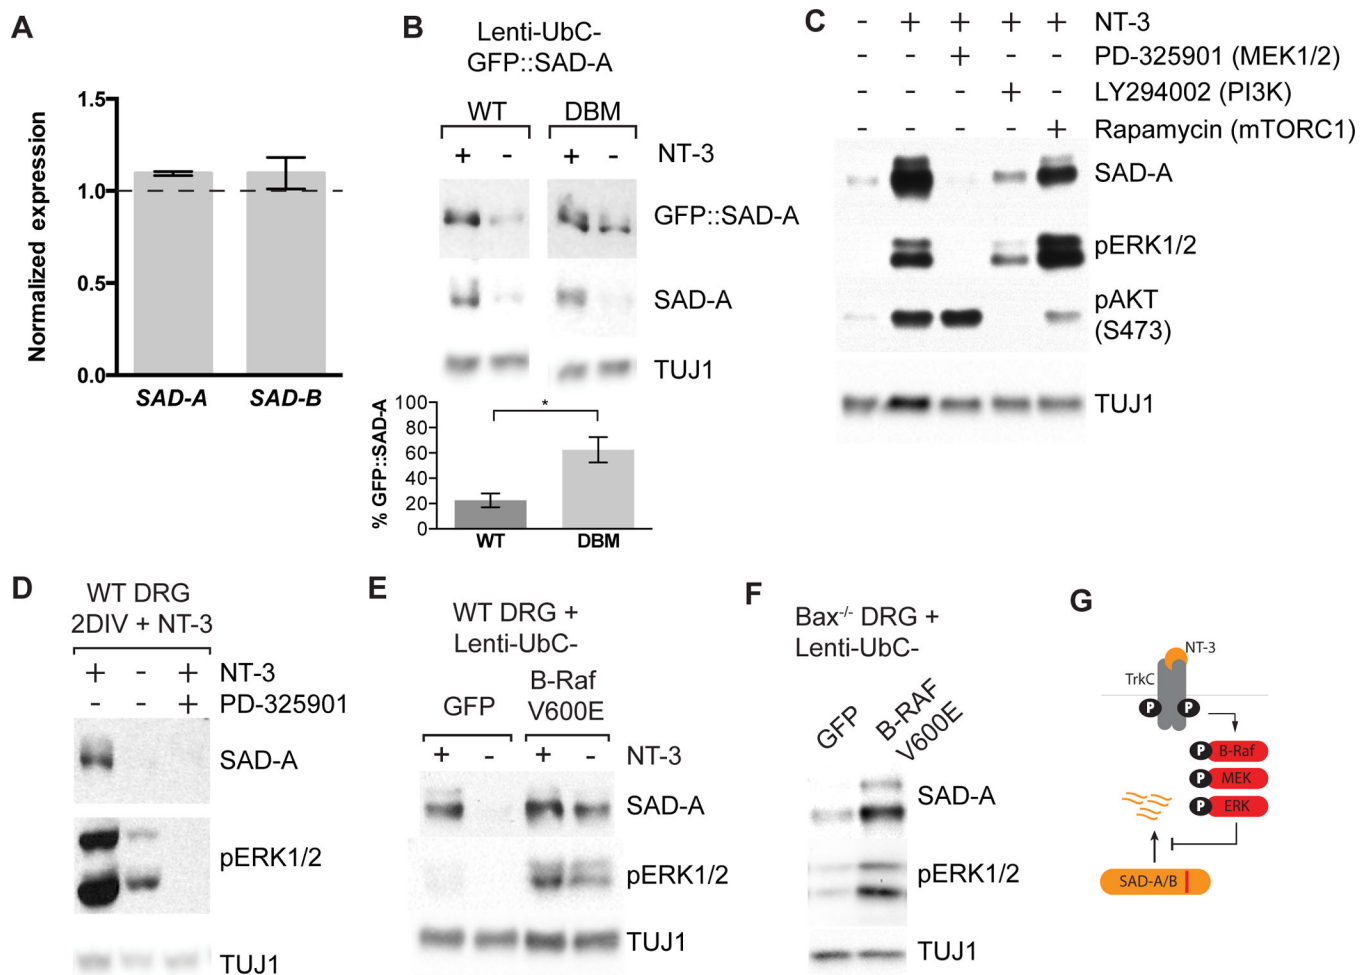 A
1.5
1.0
0.5
0.0
Normalized expression
SAD-A
SAD-B
B
Lenti-UbC-
GFP::SAD-A
WT
DBM
+ - + - NT-3
GFP::SAD-A
SAD-A
TUJ1
100
80
60
40
20
0
% GFP::SAD-A
*
WT
DBM
C
- + + + + NT-3
- - + - - PD-325901 (MEK1/2)
- - - + - LY294002 (PI3K)
- - - - + Rapamycin (mTORC1)
SAD-A
pERK1/2
pAKT
(S473)
TUJ1
D
WT DRG
2DIV + NT-3
+ - + NT-3
- - + PD-325901
SAD-A
pERK1/2
TUJ1
E
WT DRG +
Lenti-UbC-
GFP
B-Raf
V600E
+ - + - NT-3
SAD-A
pERK1/2
TUJ1
F
Bax-/- DRG +
Lenti-UbC-
GFP
B-RAF
V600E
SAD-A
pERK1/2
TUJ1
G
NT-3
TrkC
P
P
P B-Raf
P MEK
P ERK
SAD-A/B